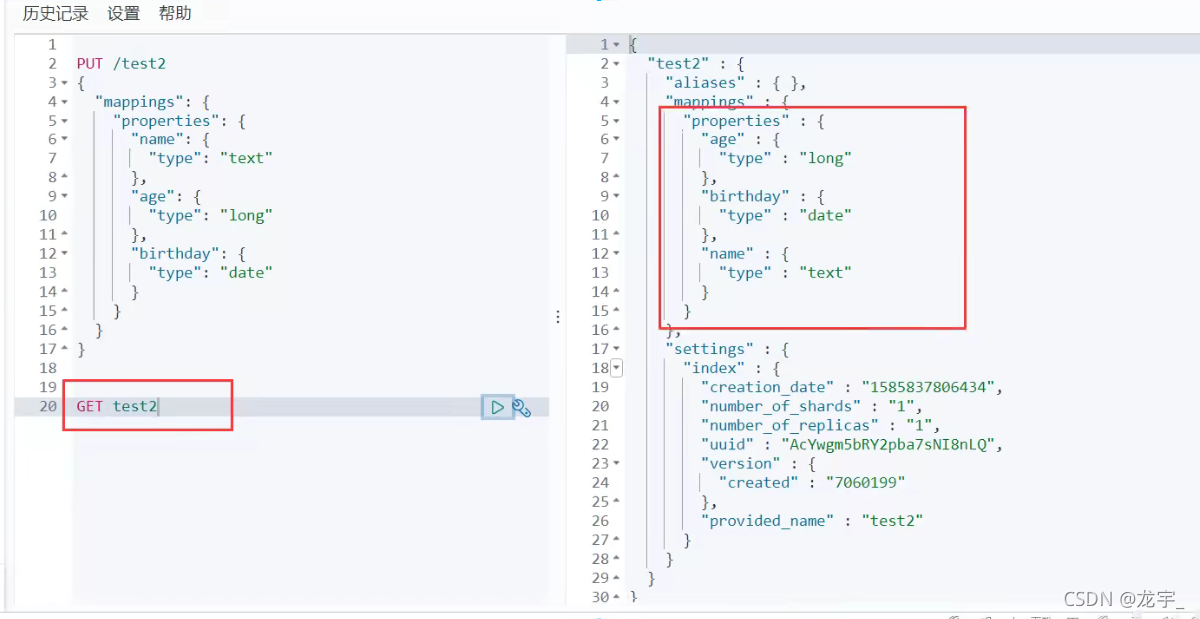 历史记录 设置 帮助
1
2 PUT /test2
3 {
4 "mappings": {
5 "properties": {
6 "name": {
7 "type": "text"
8 },
9 "age": {
10 "type": "long"
11 },
12 "birthday": {
13 "type": "date"
14 }
15 }
16 }
17 }
18
19
20 GET test2
1 {
2 "test2" : {
3 "aliases" : { },
4 "mappings" : {
5 "properties" : {
6 "age" : {
7 "type" : "long"
8 },
9 "birthday" : {
10 "type" : "date"
11 },
12 "name" : {
13 "type" : "text"
14 }
15 }
16 },
17 "settings" : {
18 "index" : {
19 "creation_date" : "1585837806434",
20 "number_of_shards" : "1",
21 "number_of_replicas" : "1",
22 "uuid" : "AcYwgm5bRY2pba7sNI8nLQ",
23 "version" : {
24 "created" : "7060199"
25 },
26 "provided_name" : "test2"
27 }
28 }
29 }
30 }
CSDN @龙宇_